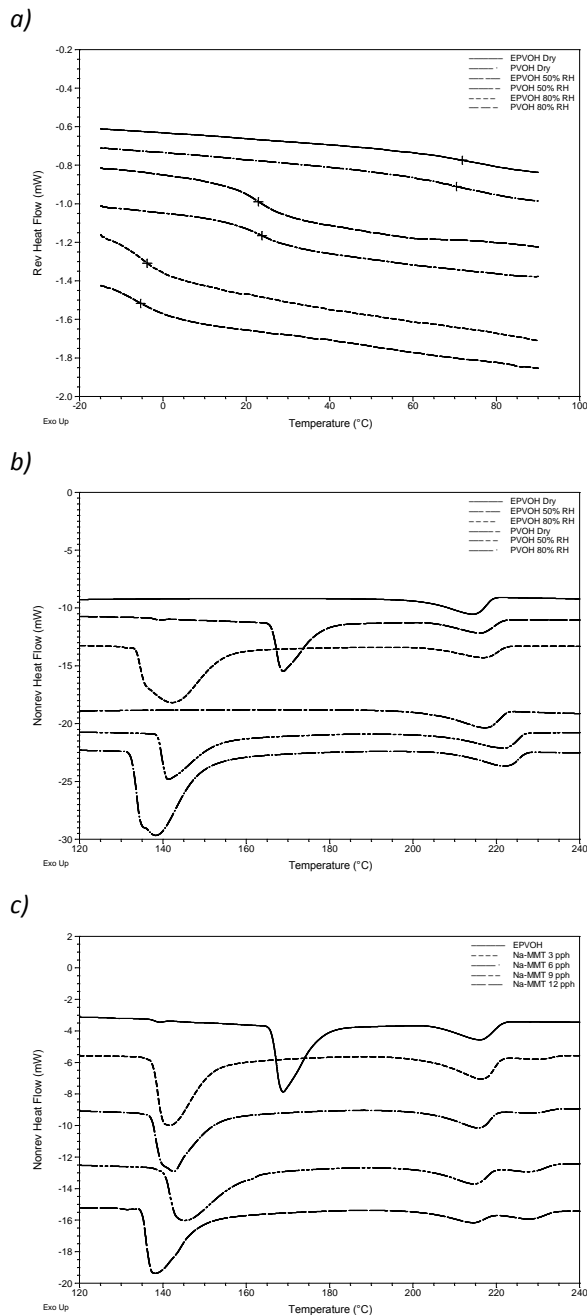 a)
-0.2
-0.4
-0.6
-0.8
-1.0
-1.2
-1.4
-1.6
-1.8
-2.0
Rev Heat Flow (mW)
EPVOH Dry
PVOH Dry
EPVOH 50% RH
PVOH 50% RH
EPVOH 80% RH
PVOH 80% RH
-20 0 20 40 60 80 100
Exo Up
Temperature (°C)
b)
0
-5
-10
-15
-20
-25
-30
Nonrev Heat Flow (mW)
EPVOH Dry
EPVOH 50% RH
EPVOH 80% RH
PVOH Dry
PVOH 50% RH
PVOH 80% RH
120 140 160 180 200 220 240
Exo Up
Temperature (°C)
c)
2
0
-2
-4
-6
-8
-10
-12
-14
-16
-18
-20
Nonrev Heat Flow (mW)
EPVOH
Na-MMT 3 pph
Na-MMT 6 pph
Na-MMT 9 pph
Na-MMT 12 pph
120 140 160 180 200 220 240
Exo Up
Temperature (°C)